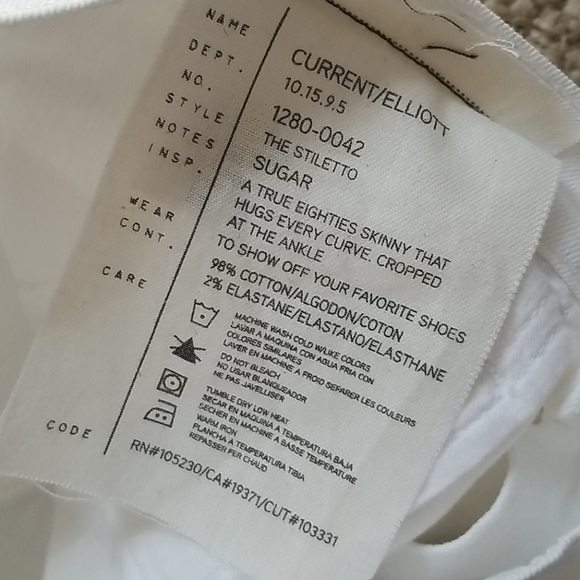 NAME
DEPT.
NO.
STYLE
NOTES
INSP.
WEAR
CONT.
CARE
CODE
CURRENT/ELLIOTT
10.15.9.5
1280-0042
THE STILETTO
SUGAR
A TRUE EIGHTIES SKINNY THAT
HUGS EVERY CURVE. CROPPED
AT THE ANKLE
TO SHOW OFF YOUR FAVORITE SHOES
98% COTTON/ALGODON/COTON
2% ELASTANE/ELASTANO/ELASTHANE
MACHINE WASH COLD W/LIKE COLORS
LAVAR A MAQUINA CON AGUA FRIA CON
COLORES SIMILARES
LAVER EN MACHINE A FROID SEPARER LES COULEURS
DO NOT BLEACH
NO USAR BLANQUEADOR
NE PAS JAVELLISER
TUMBLE DRY LOW HEAT
SECAR EN MAQUINA A TEMPERATURA BAJA
SECHER EN MACHINE A BASSE TEMPERATURE
WARM IRON
PLANCHA A TEMPERATURA TIBIA
REPASSER PER CHAUD
RN#105230/CA#19371/CUT#103331